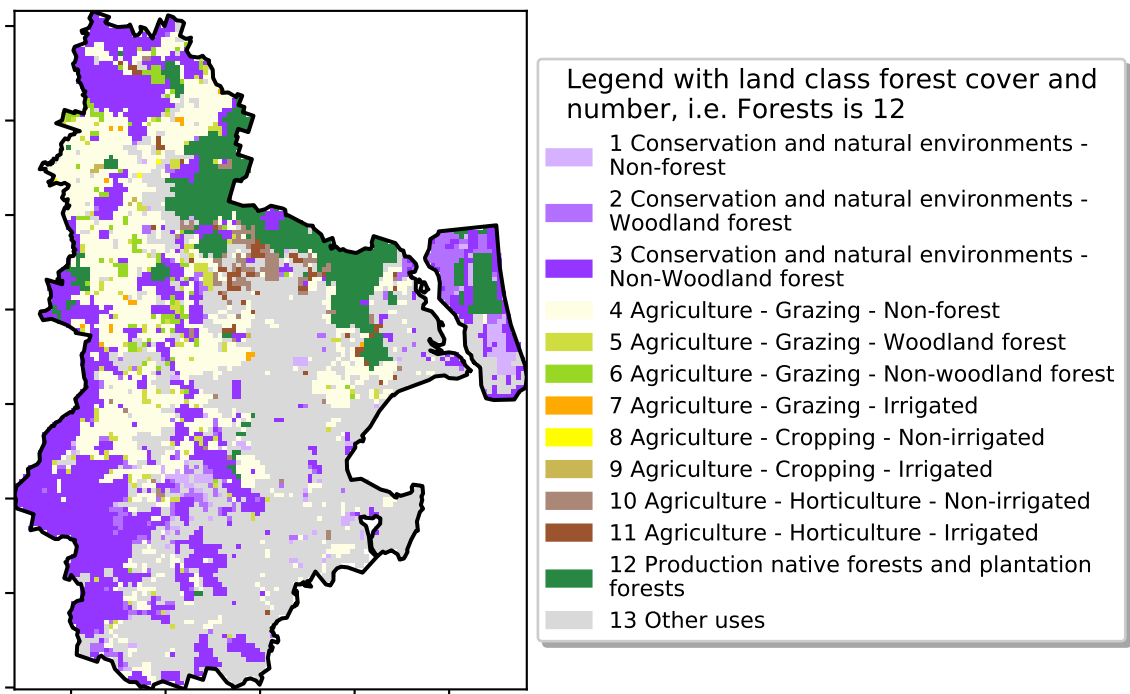 Legend with land class forest cover and
number, i.e. Forests is 12
1 Conservation and natural environments -
Non-forest
2 Conservation and natural environments -
Woodland forest
3 Conservation and natural environments -
Non-Woodland forest
4 Agriculture - Grazing - Non-forest
5 Agriculture - Grazing - Woodland forest
6 Agriculture - Grazing - Non-woodland forest
7 Agriculture - Grazing - Irrigated
8 Agriculture - Cropping - Non-irrigated
9 Agriculture - Cropping - Irrigated
10 Agriculture - Horticulture - Non-irrigated
11 Agriculture - Horticulture - Irrigated
12 Production native forests and plantation
forests
13 Other uses